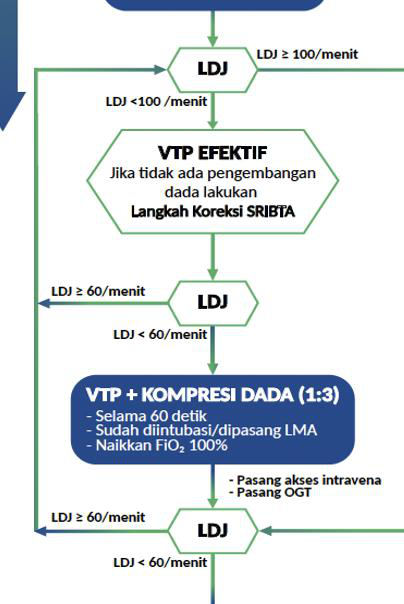 LDJ
LDJ ≥ 100/menit
LDJ <100 /menit
VTP EFEKTIF
Jika tidak ada pengembangan
dada lakukan
Langkah Koreksi SRIBTA
LDJ
LDJ ≥ 60/menit
LDJ < 60/menit
VTP + KOMPRESI DADA (1:3)
- Selama 60 detik
- Sudah diintubasi/dipasang LMA
- Naikkan FiO₂ 100%
- Pasang akses intravena
- Pasang OGT
LDJ ≥ 60/menit
LDJ
LDJ < 60/menit